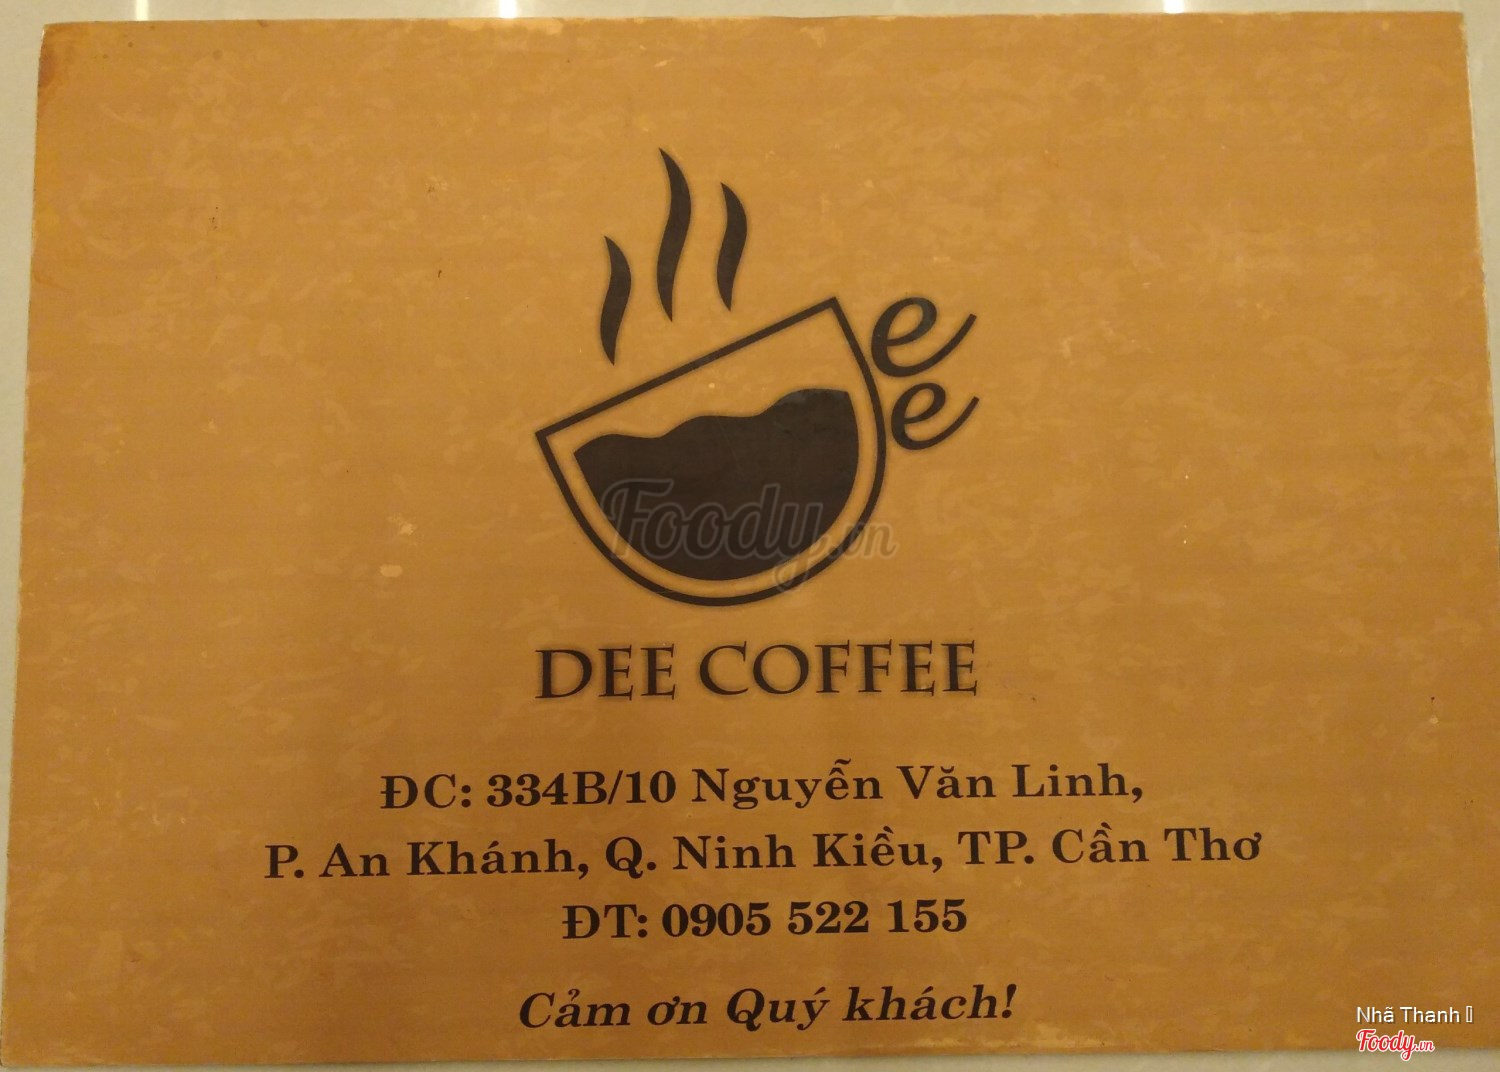 e
e
Foody.vn
DEE COFFEE
ĐC: 334B/10 Nguyễn Văn Linh,
P. An Khánh, Q. Ninh Kiều, TP. Cần Thơ
ĐT: 0905 522 155
Cảm ơn Quý khách!
Nhã Thanh
Foody.vn